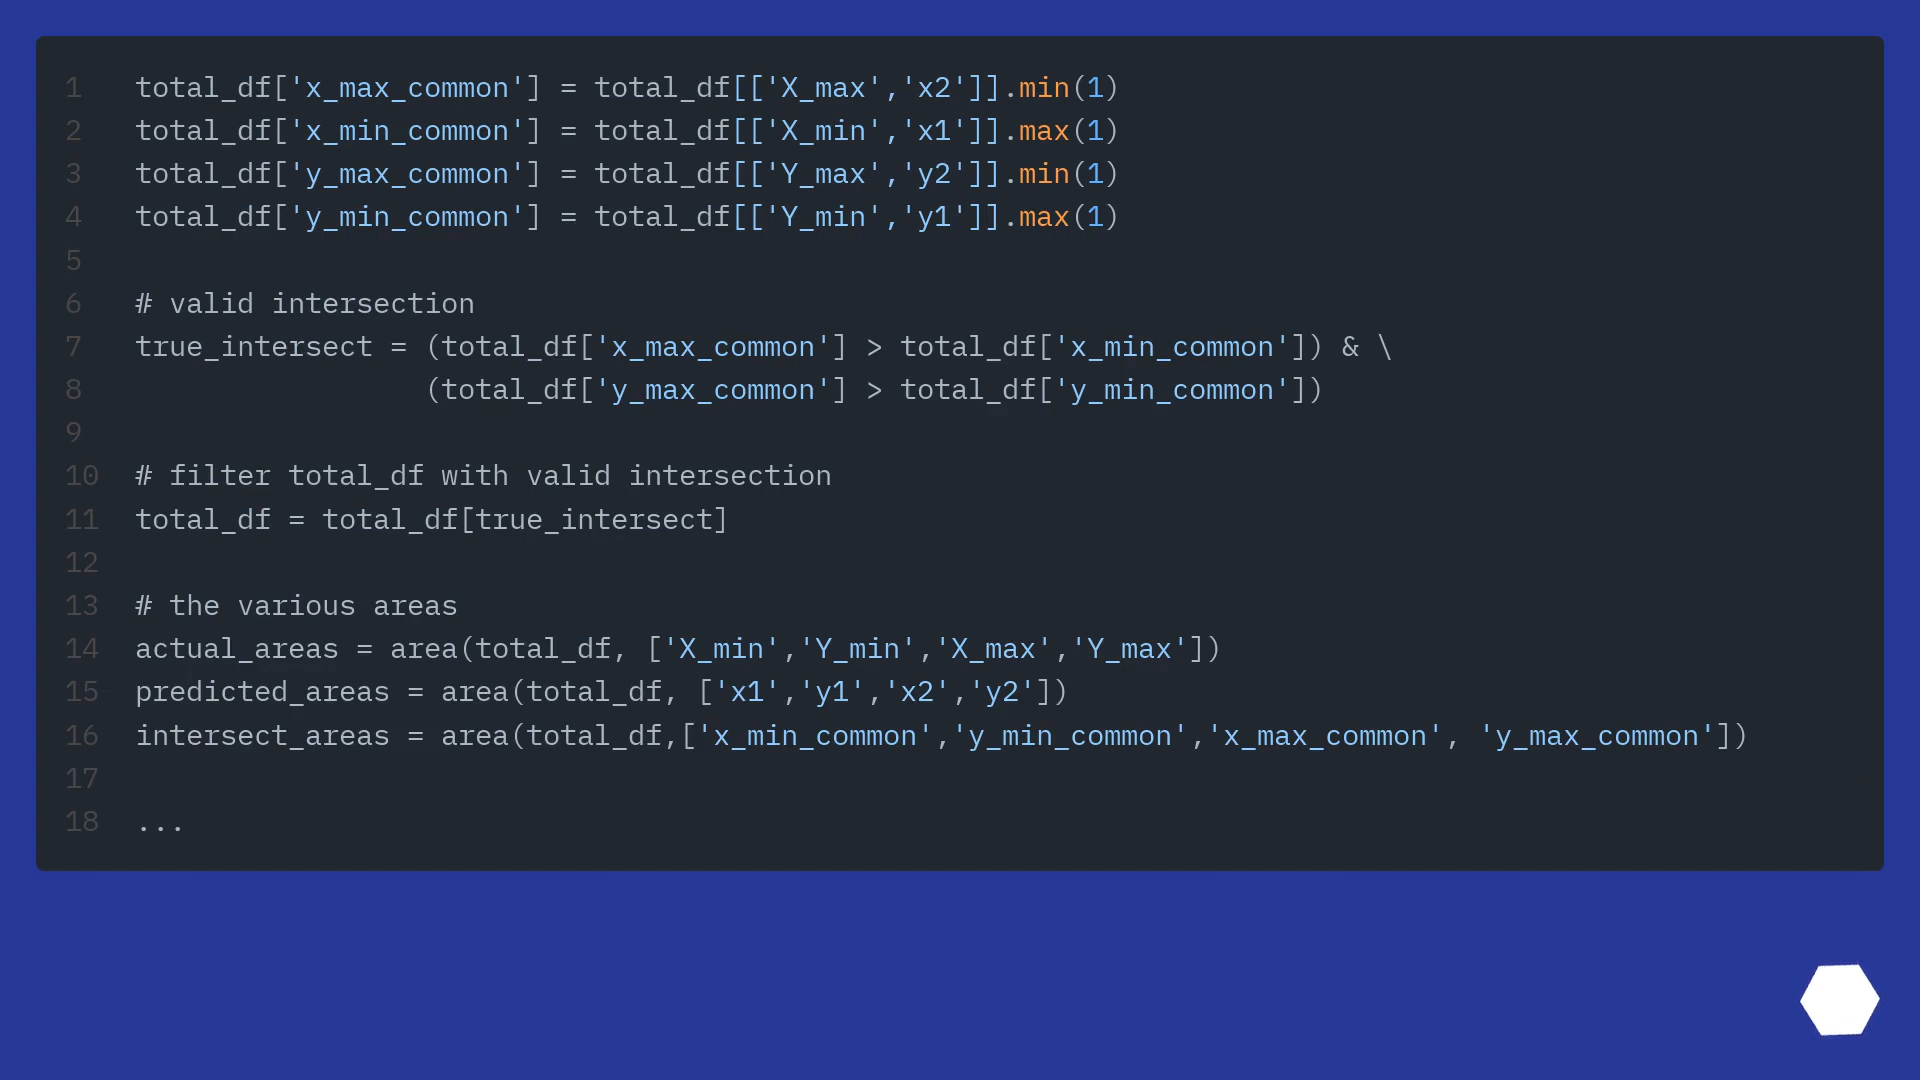 1 total_df['x_max_common'] = total_df[['X_max','x2']].min(1)
2 total_df['x_min_common'] = total_df[['X_min','x1']].max(1)
3 total_df['y_max_common'] = total_df[['Y_max','y2']].min(1)
4 total_df['y_min_common'] = total_df[['Y_min','y1']].max(1)
5
6 # valid intersection
7 true_intersect = (total_df['x_max_common'] > total_df['x_min_common']) & \
8                  (total_df['y_max_common'] > total_df['y_min_common'])
9
10 # filter total_df with valid intersection
11 total_df = total_df[true_intersect]
12
13 # the various areas
14 actual_areas = area(total_df, ['X_min','Y_min','X_max','Y_max'])
15 predicted_areas = area(total_df, ['x1','y1','x2','y2'])
16 intersect_areas = area(total_df,['x_min_common','y_min_common','x_max_common', 'y_max_common'])
17
18 ...